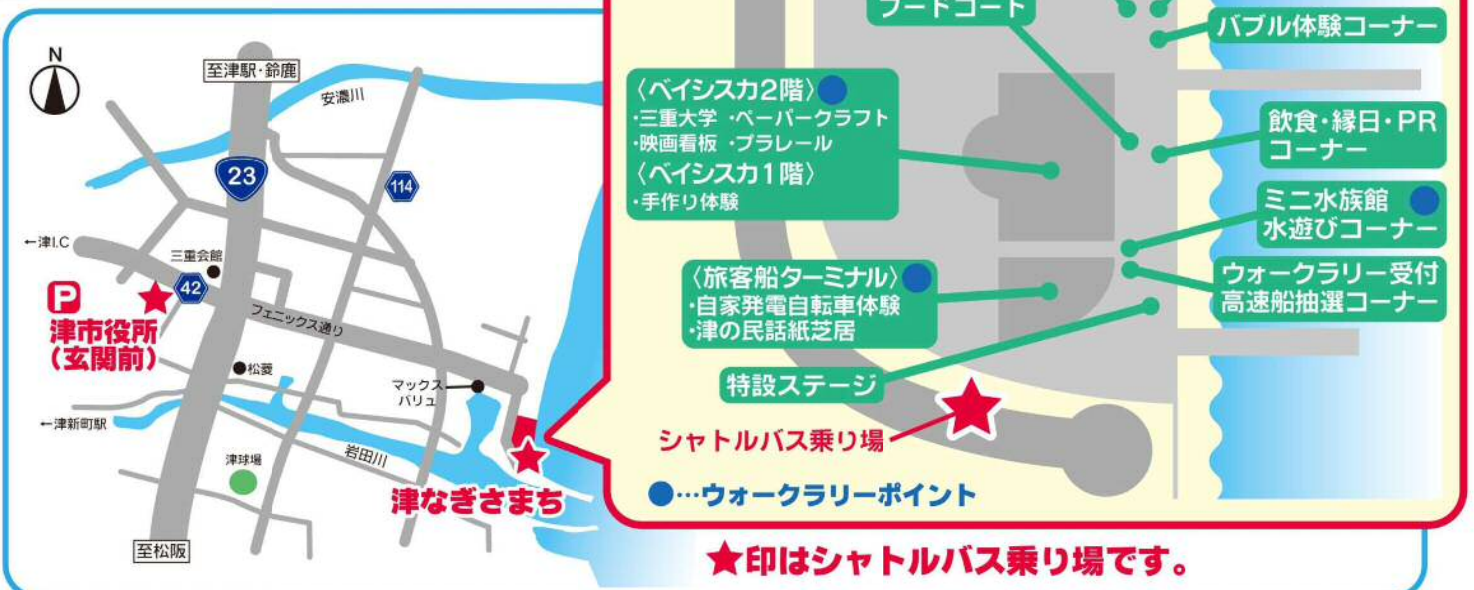 N
至津駅・鈴鹿
安濃川
23
114
←津I.C
三重会館
42
P
津市役所
(玄関前)
フェニックス通り
松菱
マックス
バリュ
←津新町駅
岩田川
津球場
津なぎさまち
至松阪
フードコート
バブル体験コーナー
〈ベイシスカ2階〉
・三重大学 ・ペーパークラフト
・映画看板 ・プラレール
〈ベイシスカ1階〉
・手作り体験
飲食・縁日・PR
コーナー
ミニ水族館
水遊びコーナー
〈旅客船ターミナル〉
・自家発電自転車体験
・津の民話紙芝居
ウォークラリー受付
高速船抽選コーナー
特設ステージ
シャトルバス乗り場
●…ウォークラリーポイント
★印はシャトルバス乗り場です。